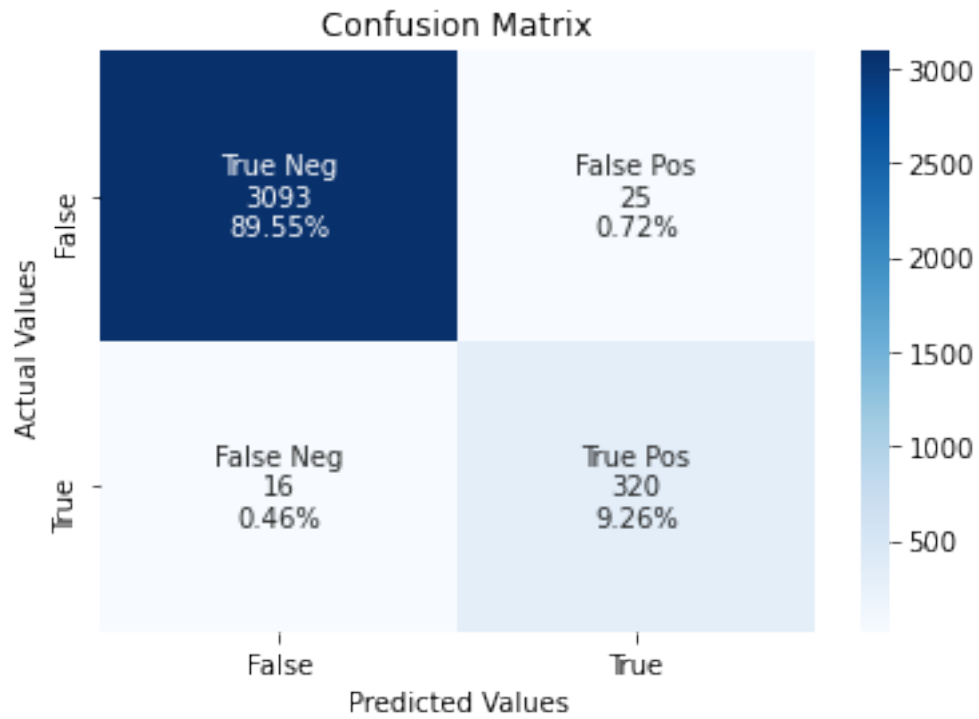 Confusion Matrix
True Neg
3093
89.55%
False Pos
25
0.72%
False Neg
16
0.46%
True Pos
320
9.26%
False
True
Actual Values
False
True
Predicted Values
3000
2500
2000
1500
1000
500